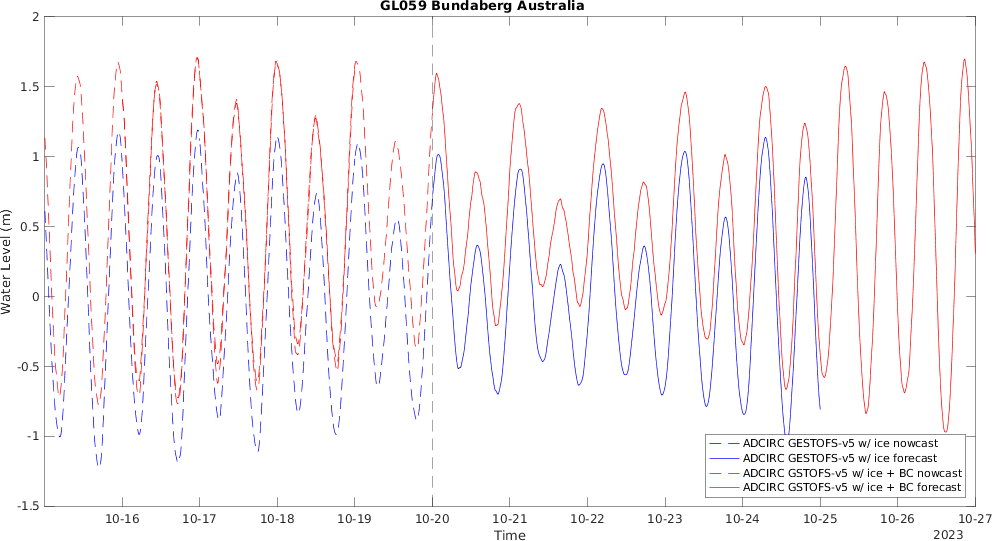 GL059 Bundaberg Australia
2
1.5
1
0.5
0
-0.5
-1
-1.5
Water Level (m)
10-16 10-17 10-18 10-19 10-20 10-21 10-22 10-23 10-24 10-25 10-26 10-27
Time
2023
ADCIRC GESTOFS-v5 w/ ice nowcast
ADCIRC GESTOFS-v5 w/ ice forecast
ADCIRC GSTOFS-v5 w/ ice + BC nowcast
ADCIRC GSTOFS-v5 w/ ice + BC forecast